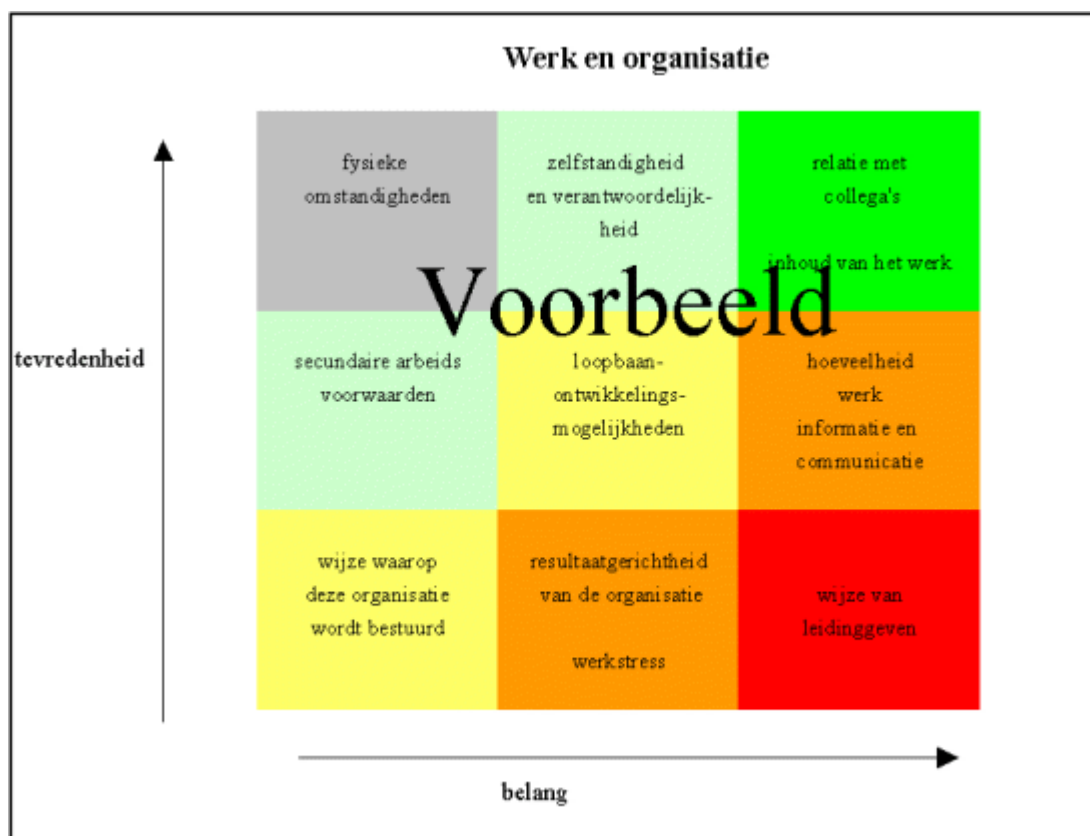 Werk en organisatie
fysieke
omstandigheden
zelfstandigheid
en verantwoordelijk-
heid
relatie met
collega's
inhoud van het werk
Voorbeeld
tevredenheid
secundaire arbeids
voorwaarden
loopbaan-
ontwikkelings-
mogelijkheden
hoeveelheid
werk
informatie en
communicatie
wijze waarop
deze organisatie
wordt bestuurd
resultaatgerichtheid
van de organisatie
werkstress
wijze van
leidinggeven
belang